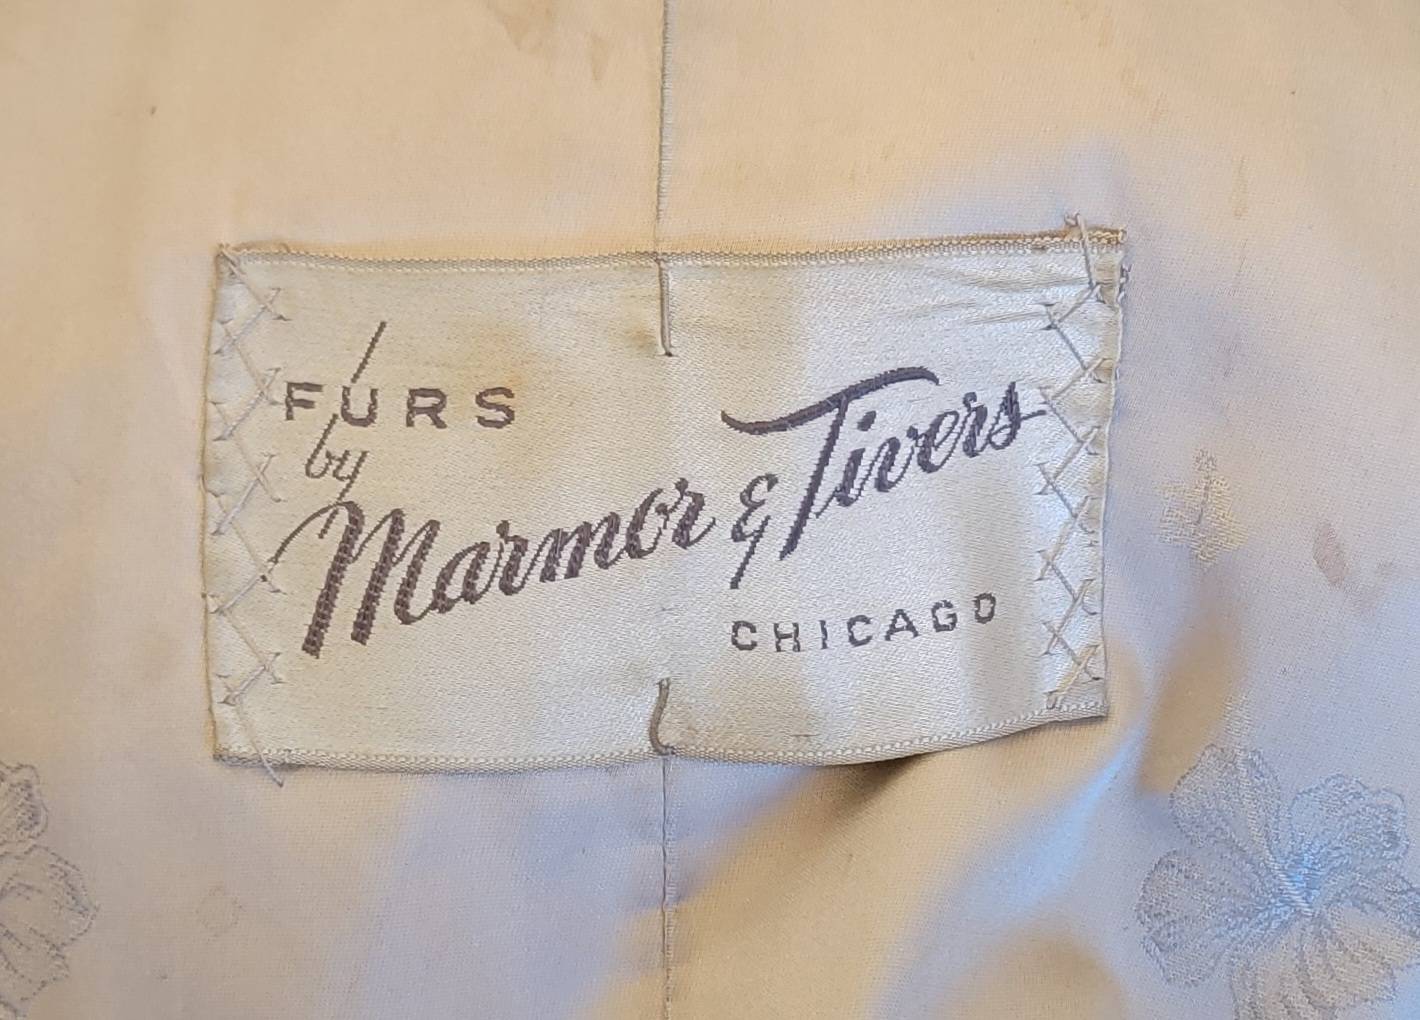 FURS
by
Marmor & Tivers
CHICAGO